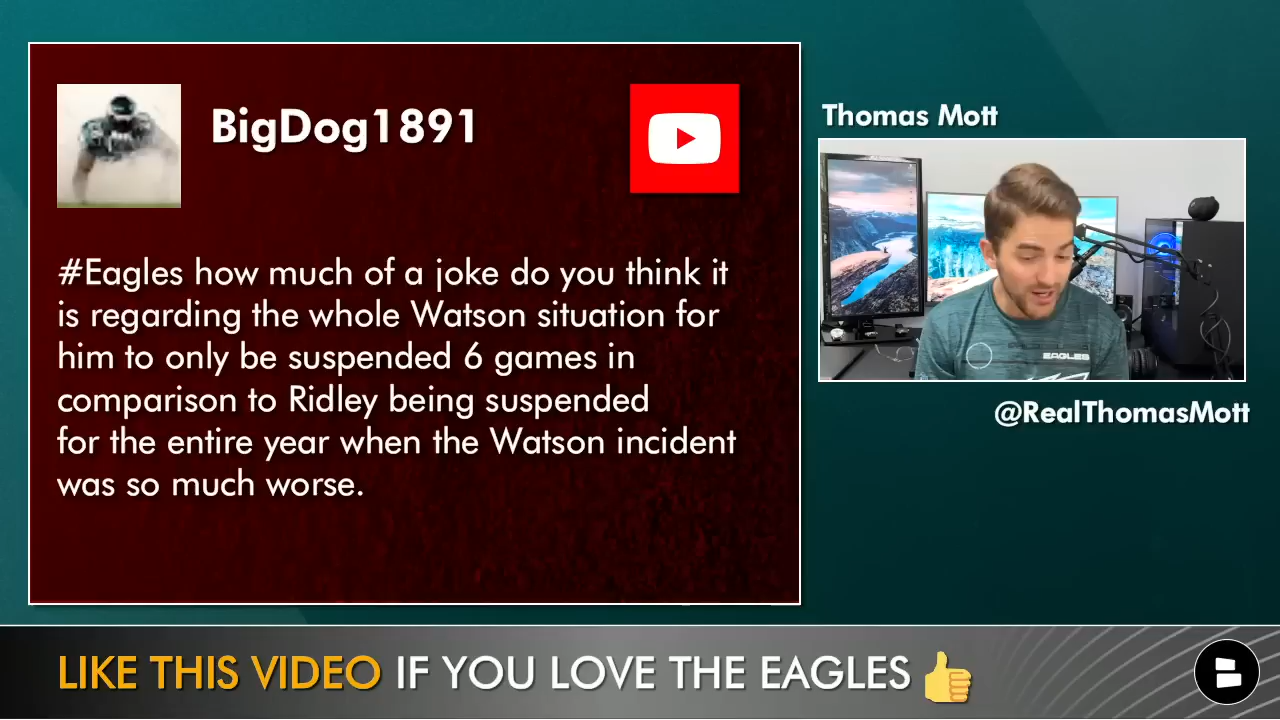 BigDog1891
Thomas Mott
#Eagles how much of a joke do you think it
is regarding the whole Watson situation for
him to only be suspended 6 games in
comparison to Ridley being suspended
for the entire year when the Watson incident
was so much worse.
EAGLES
@RealThomasMott
LIKE THIS VIDEO IF YOU LOVE THE EAGLES